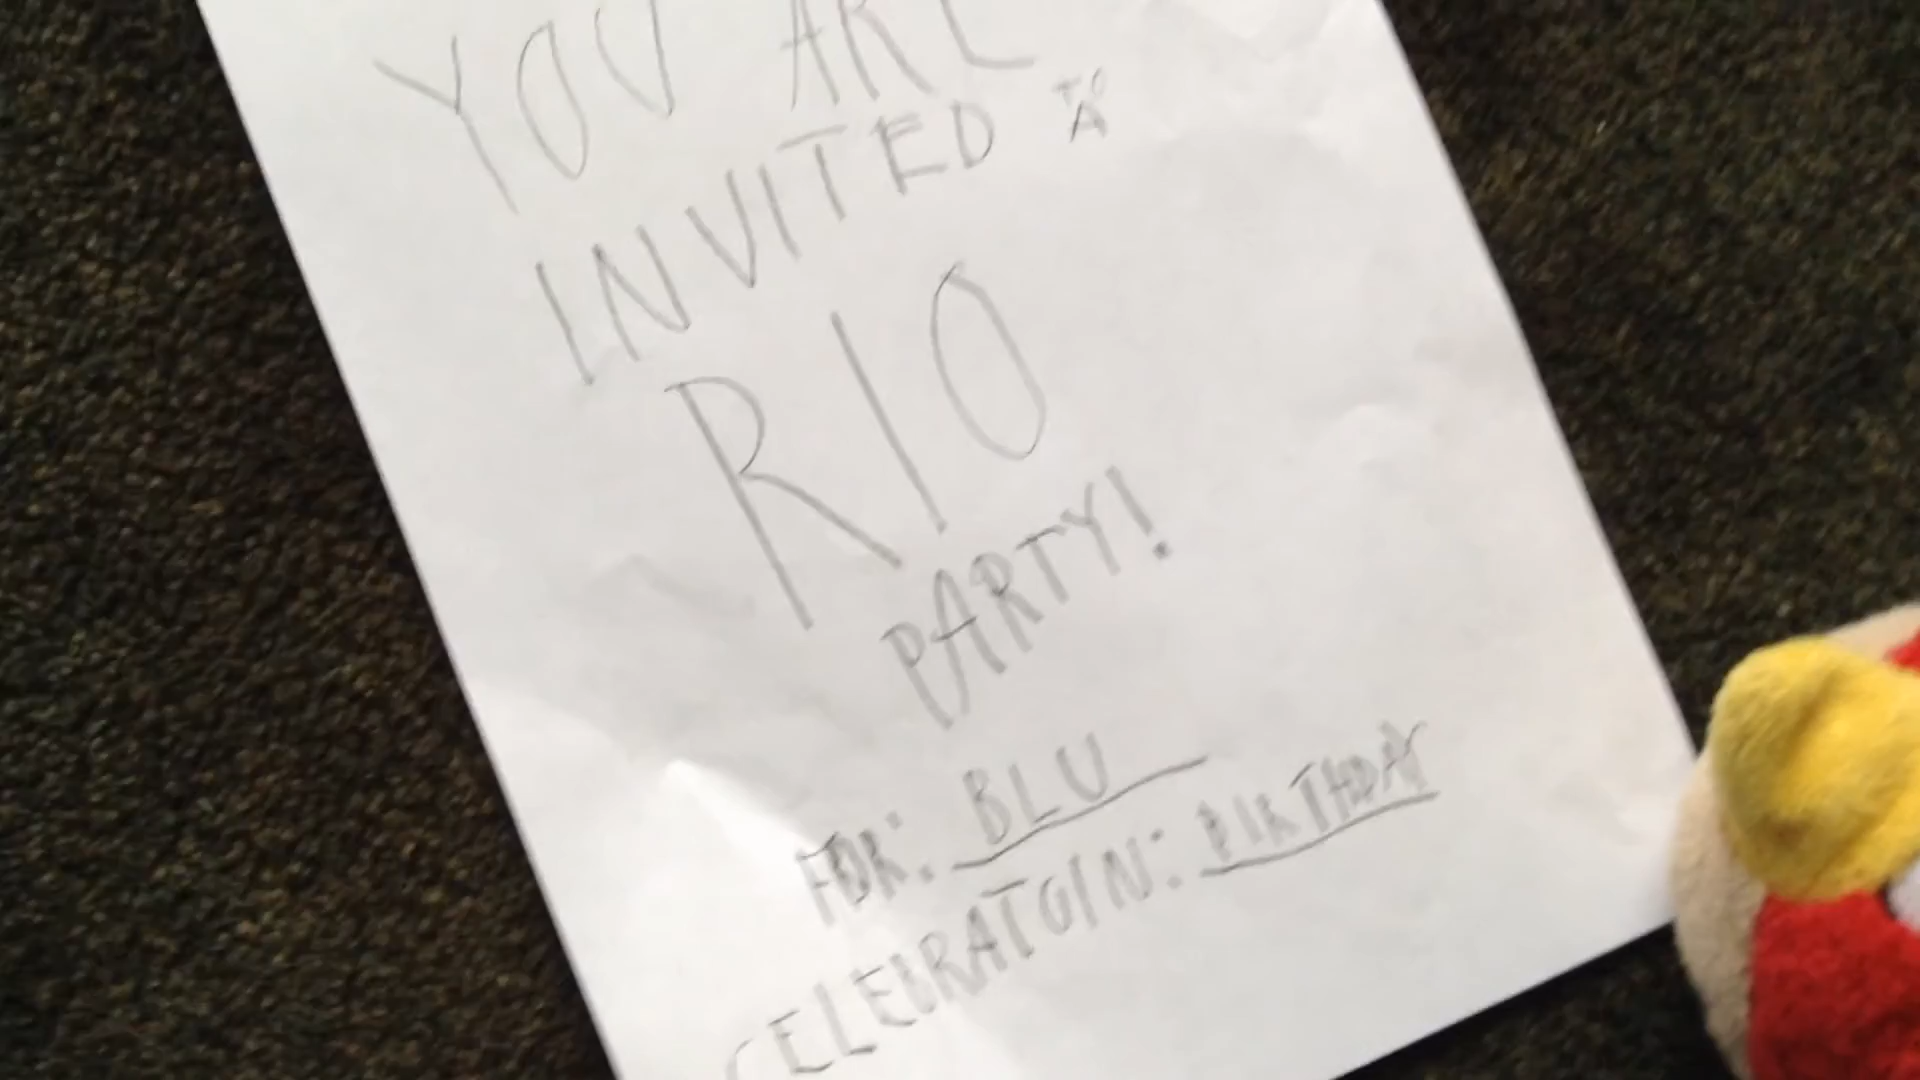 YOU ARE
INVITED TO A
RIO
PARTY!
FOR: BLU
CELEBRATOIN: BIRTHDAY